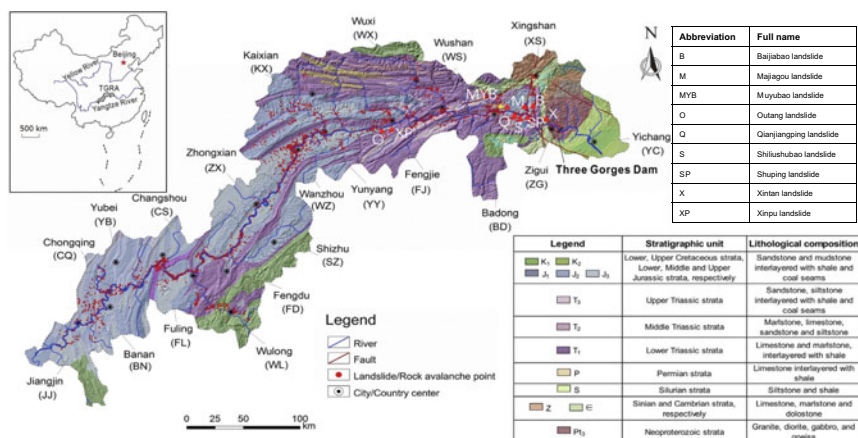 Beijing
Yellow River
TGRA
Yangtze River
500 km
Wuxi
(WX)
Kaixian
(KX)
Wushan
(WS)
Xingshan
(XS)
N
MYB
M
B
Q
S
SP
X
O
XP
Yichang
(YC)
Zigui
(ZG)
Three Gorges Dam
Badong
(BD)
Fengjie
(FJ)
Yunyang
(YY)
Wanzhou
(WZ)
Zhongxian
(ZX)
Changshou
(CS)
Yubei
(YB)
Chongqing
(CQ)
Shizhu
(SZ)
Fengdu
(FD)
Wulong
(WL)
Fuling
(FL)
Banan
(BN)
Jiangjin
(JJ)
Legend
River
Fault
Landslide/Rock avalanche point
City/Country center
0 20 40 60 80 100
km
Abbreviation Full name
B Baijiabao landslide
M Majiagou landslide
MYB Muyubao landslide
O Outang landslide
Q Qianjiangping landslide
S Shiliushubao landslide
SP Shuping landslide
X Xintan landslide
XP Xinpu landslide
Legend Stratigraphic unit Lithological composition
K₁ K₂
J₁ J₂ J₃
Lower, Upper Cretaceous strata,
Lower, Middle and Upper
Jurassic strata, respectively
Sandstone and mudstone
interlayered with shale and
coal seams
T₃ Upper Triassic strata
Sandstone, siltstone
interlayered with shale and
coal seams
T₂ Middle Triassic strata
Marlstone, limestone,
sandstone and siltstone
T₁ Lower Triassic strata
Limestone and marlstone,
interlayered with shale
P Permian strata
Limestone interlayered with
shale
S Silurian strata Siltstone and shale
Z ∈
Sinian and Cambrian strata,
respectively
Limestone, marlstone and
dolostone
Pt₃ Neoproterozoic strata
Granite, diorite, gabbro, and
gneiss